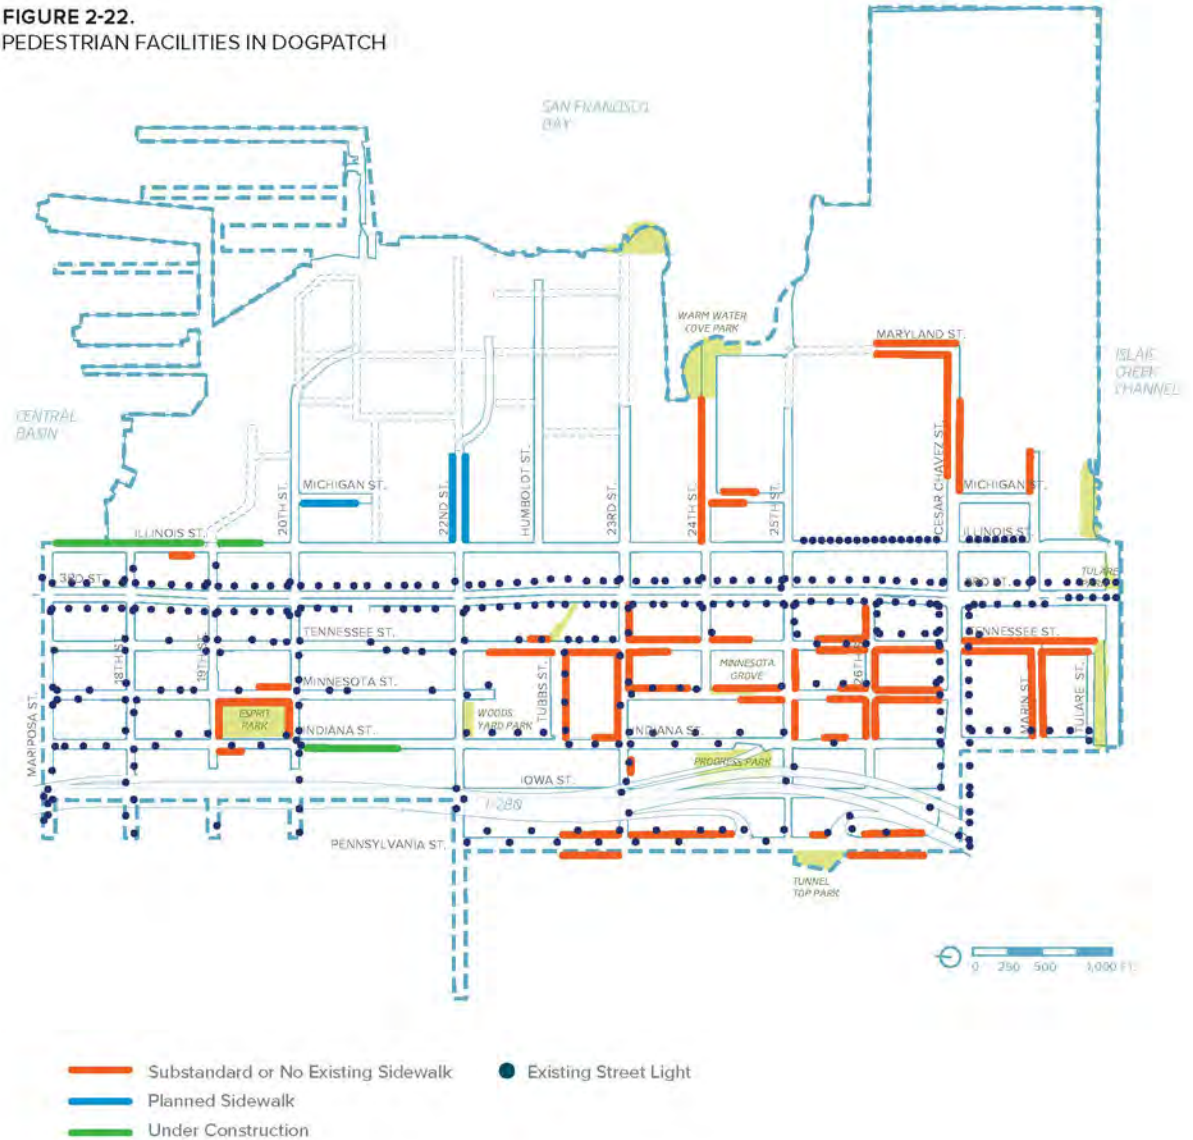 FIGURE 2-22.
PEDESTRIAN FACILITIES IN DOGPATCH
SAN FRANCISCO
BAY
WARM WATER
COVE PARK
MARYLAND ST.
ISLAIS
CREEK
CHANNEL
CENTRAL
BASIN
MICHIGAN ST.
20TH ST.
22ND ST.
HUMBOLDT ST.
23RD ST.
24TH ST.
25TH ST.
CESAR CHAVEZ ST.
MICHIGAN ST.
ILLINOIS ST.
ILLINOIS ST.
3RD ST.
3RD ST.
TULARE
PARK
TENNESSEE ST.
TENNESSEE ST.
18TH ST.
19TH ST.
MINNESOTA ST.
TUBBS ST.
MINNESOTA
GROVE
26TH
MARIN ST.
TULARE ST.
MARIPOSA ST.
ESPRIT
PARK
INDIANA ST.
WOODS
YARD PARK
INDIANA ST.
PROGRESS PARK
IOWA ST.
I-280
PENNSYLVANIA ST.
TUNNEL
TOP PARK
0 250 500 1,000 FT.
Substandard or No Existing Sidewalk
Existing Street Light
Planned Sidewalk
Under Construction